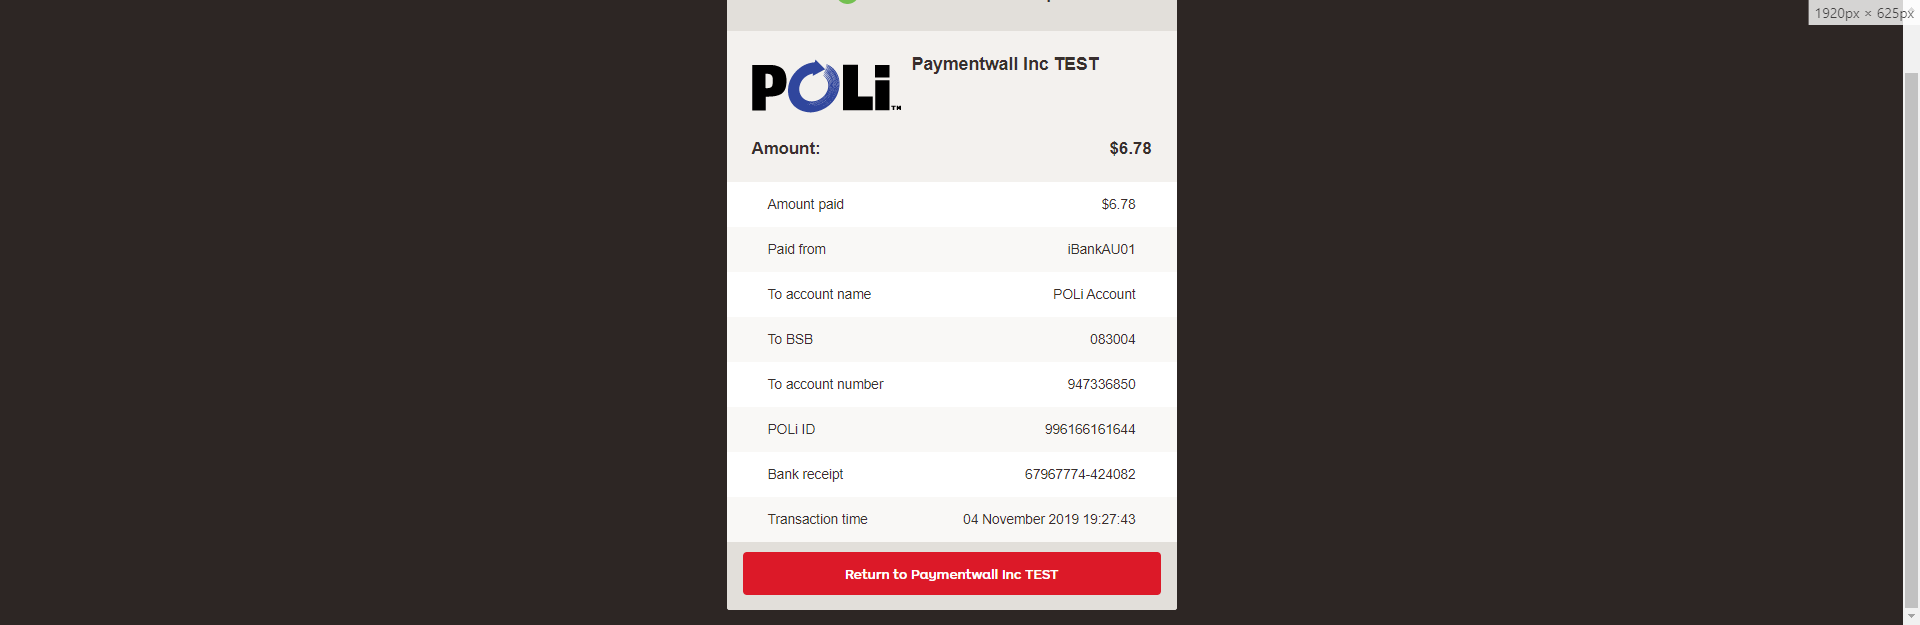 1920px × 625px
POLi™
Paymentwall Inc TEST
Amount: $6.78
Amount paid $6.78
Paid from iBankAU01
To account name POLi Account
To BSB 083004
To account number 947336850
POLi ID 996166161644
Bank receipt 67967774-424082
Transaction time 04 November 2019 19:27:43
Return to Paymentwall Inc TEST